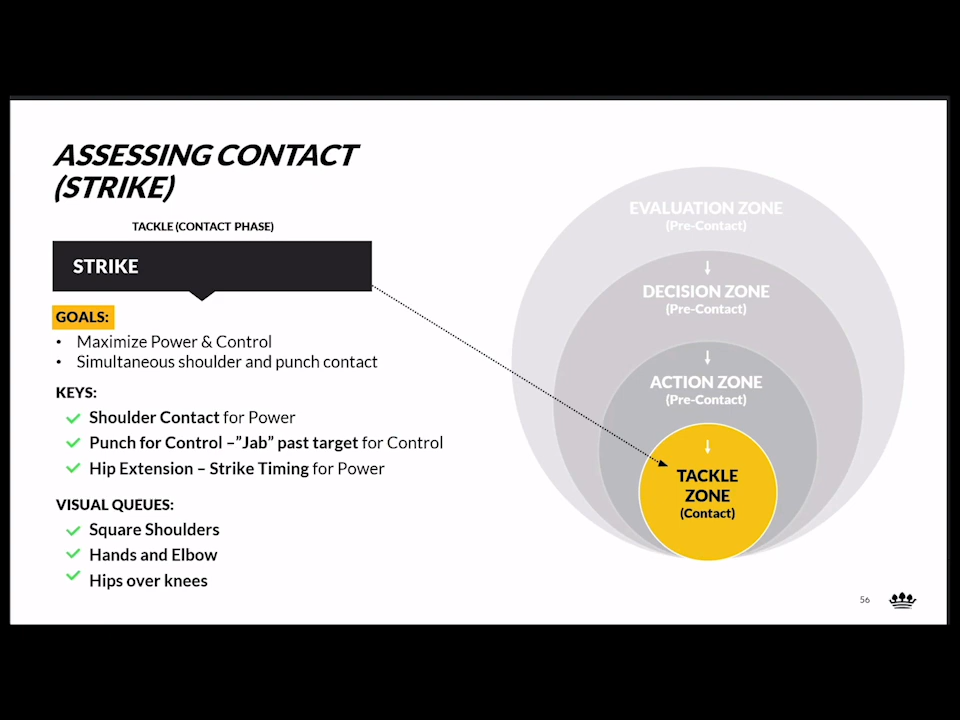 ASSESSING CONTACT
(STRIKE)
TACKLE (CONTACT PHASE)
STRIKE
GOALS:
• Maximize Power & Control
• Simultaneous shoulder and punch contact
KEYS:
Shoulder Contact for Power
Punch for Control –”Jab” past target for Control
Hip Extension – Strike Timing for Power
VISUAL QUEUES:
Square Shoulders
Hands and Elbow
Hips over knees
EVALUATION ZONE
(Pre-Contact)
DECISION ZONE
(Pre-Contact)
ACTION ZONE
(Pre-Contact)
TACKLE
ZONE
(Contact)
56